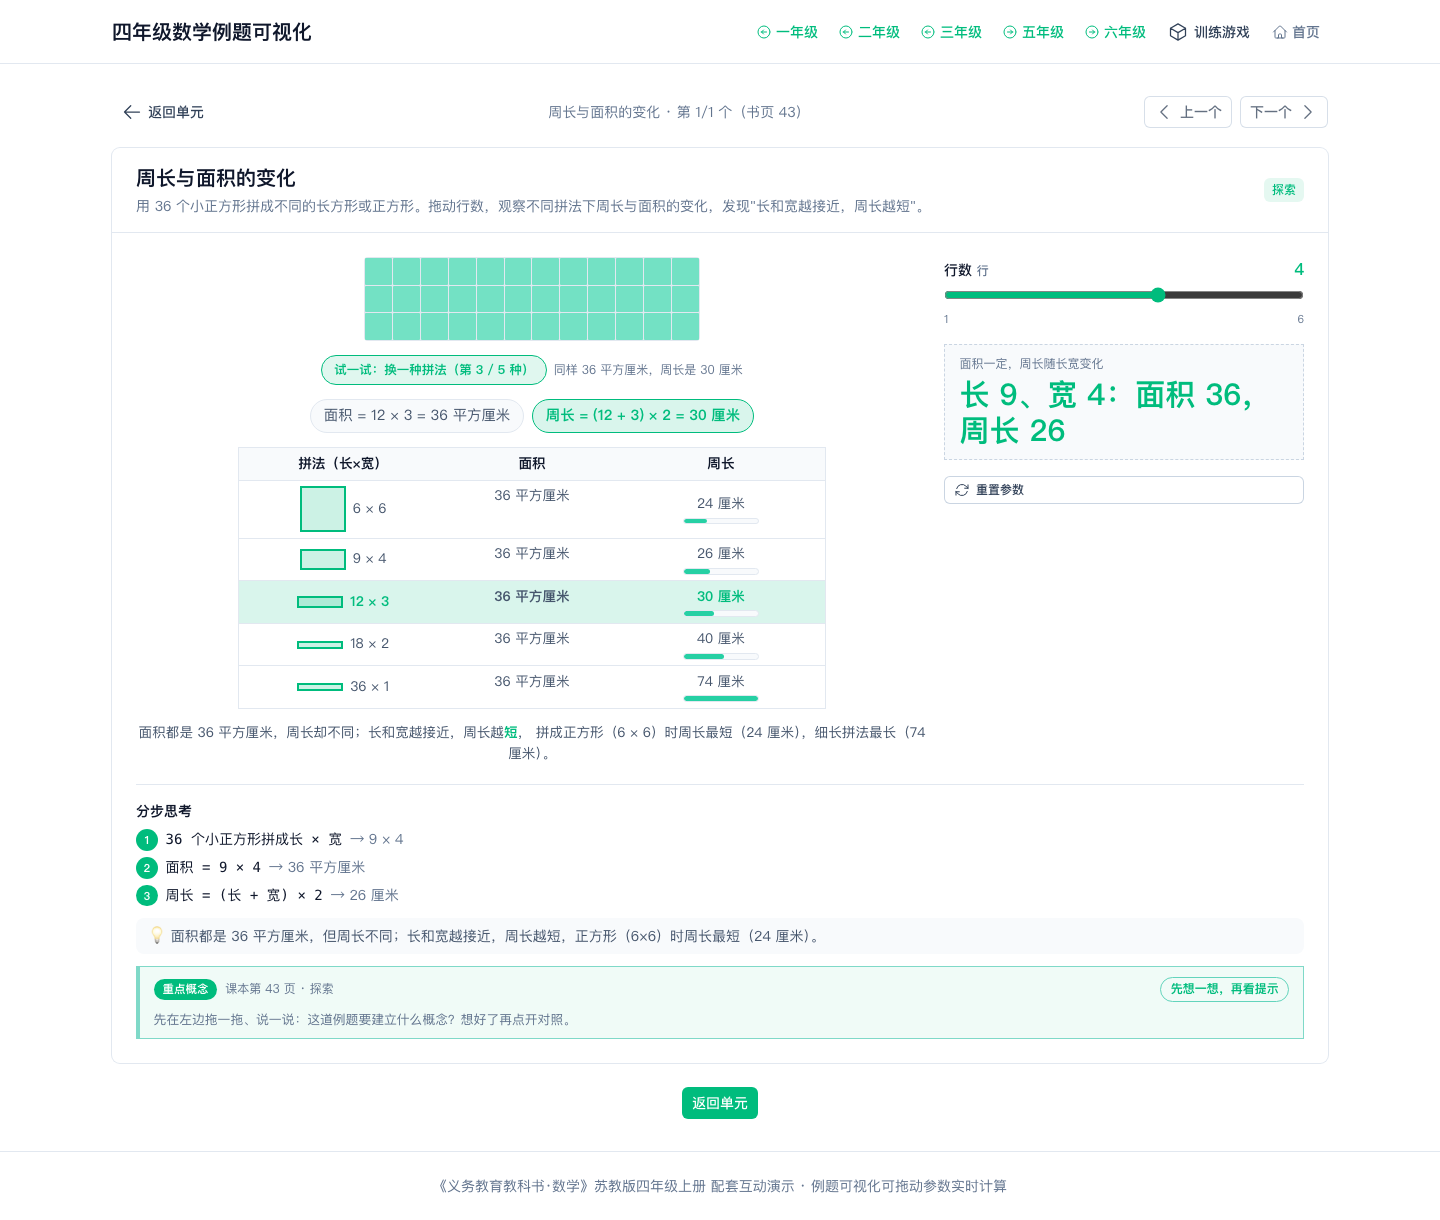 四年级数学例题可视化
一年级
二年级
三年级
五年级
六年级
训练游戏
首页
返回单元
周长与面积的变化 · 第 1/1 个（书页 43）
上一个
下一个
周长与面积的变化
用 36 个小正方形拼成不同的长方形或正方形。拖动行数，观察不同拼法下周长与面积的变化，发现"长和宽越接近，周长越短"。
探索
试一试：换一种拼法（第 3 / 5 种）
同样 36 平方厘米，周长是 30 厘米
面积 = 12 × 3 = 36 平方厘米
周长 = (12 + 3) × 2 = 30 厘米
拼法（长×宽） 面积 周长
6 × 6 36 平方厘米 24 厘米
9 × 4 36 平方厘米 26 厘米
12 × 3 36 平方厘米 30 厘米
18 × 2 36 平方厘米 40 厘米
36 × 1 36 平方厘米 74 厘米
面积都是 36 平方厘米，周长却不同；长和宽越接近，周长越短， 拼成正方形（6 × 6）时周长最短（24 厘米），细长拼法最长（74
厘米）。
行数 行 4
1 6
面积一定，周长随长宽变化
长 9、宽 4：面积 36，
周长 26
重置参数
分步思考
1 36 个小正方形拼成长 × 宽 → 9 × 4
2 面积 = 9 × 4 → 36 平方厘米
3 周长 = (长 + 宽) × 2 → 26 厘米
面积都是 36 平方厘米，但周长不同；长和宽越接近，周长越短，正方形（6×6）时周长最短（24 厘米）。
重点概念 课本第 43 页 · 探索
先想一想，再看提示
先在左边拖一拖、说一说：这道例题要建立什么概念？想好了再点开对照。
返回单元
《义务教育教科书·数学》苏教版四年级上册 配套互动演示 · 例题可视化可拖动参数实时计算